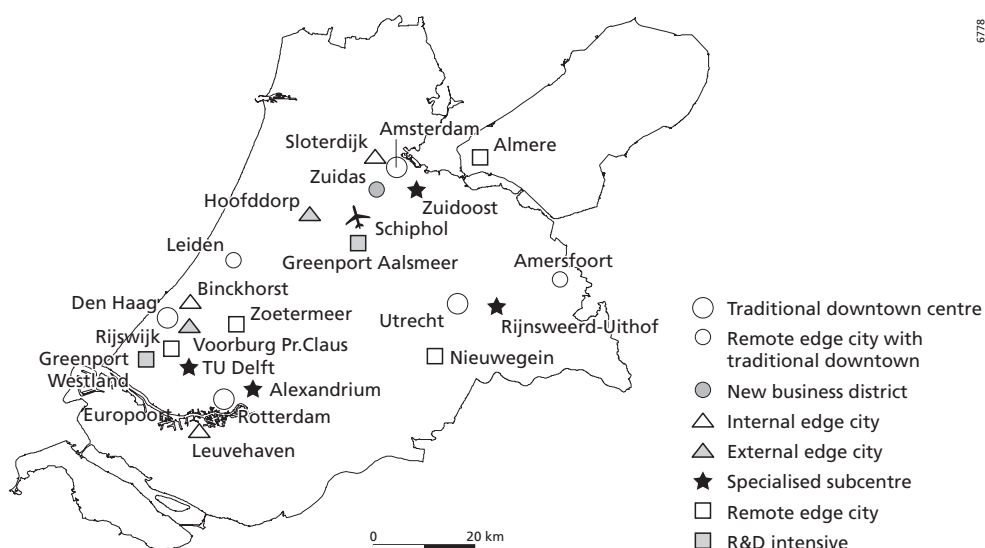 6778
Amsterdam
Sloterdijk
Almere
Zuidas
Zuidoost
Hoofddorp
Schiphol
Leiden
Greenport Aalsmeer
Amersfoort
Binckhorst
Den Haag
Zoetermeer
Utrecht
Rijnsweerd-Uithof
Rijswijk
Voorburg Pr.Claus
Greenport
Westland
Nieuwegein
TU Delft
Alexandrium
Europoort
Rotterdam
Leuvehaven
0 20 km
Traditional downtown centre
Remote edge city with
traditional downtown
New business district
Internal edge city
External edge city
Specialised subcentre
Remote edge city
R&D intensive